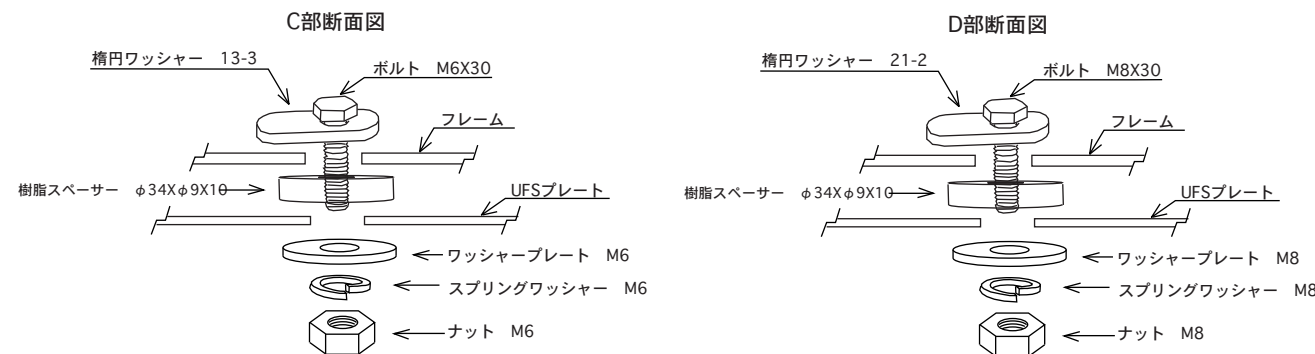 C部断面図
楕円ワッシャー 13-3
ボルト M6X30
フレーム
樹脂スペーサー φ34Xφ9X10
UFSプレート
ワッシャープレート M6
スプリングワッシャー M6
ナット M6
D部断面図
楕円ワッシャー 21-2
ボルト M8X30
フレーム
樹脂スペーサー φ34Xφ9X10
UFSプレート
ワッシャープレート M8
スプリングワッシャー M8
ナット M8